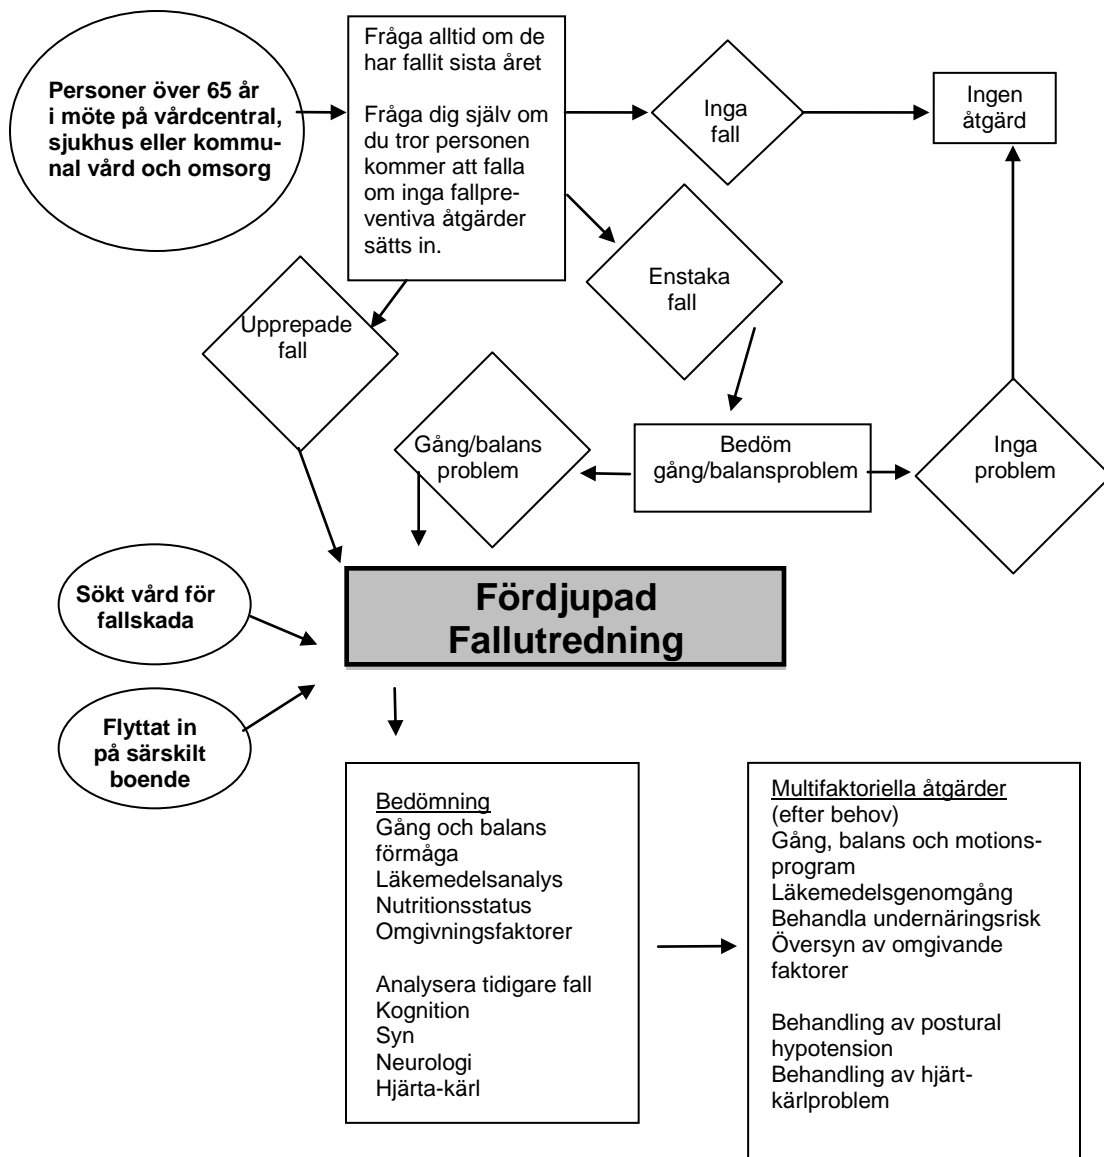 Personer över 65 år
i möte på vårdcentral,
sjukhus eller kommu-
nal vård och omsorg
Fråga alltid om de
har fallit sista året
Fråga dig själv om
du tror personen
kommer att falla
om inga fallpre-
ventiva åtgärder
sätts in.
Inga
fall
Ingen
åtgärd
Enstaka
fall
Upprepade
fall
Gång/balans
problem
Bedöm
gång/balansproblem
Inga
problem
Sökt vård för
fallskada
Fördjupad
Fallutredning
Flyttat in
på särskilt
boende
Bedömning
Gång och balans
förmåga
Läkemedelsanalys
Nutritionsstatus
Omgivningsfaktorer
Analysera tidigare fall
Kognition
Syn
Neurologi
Hjärta-kärl
Multifaktoriella åtgärder
(efter behov)
Gång, balans och motions-
program
Läkemedelsgenomgång
Behandla undernäringsrisk
Översyn av omgivande
faktorer
Behandling av postural
hypotension
Behandling av hjärt-
kärlproblem